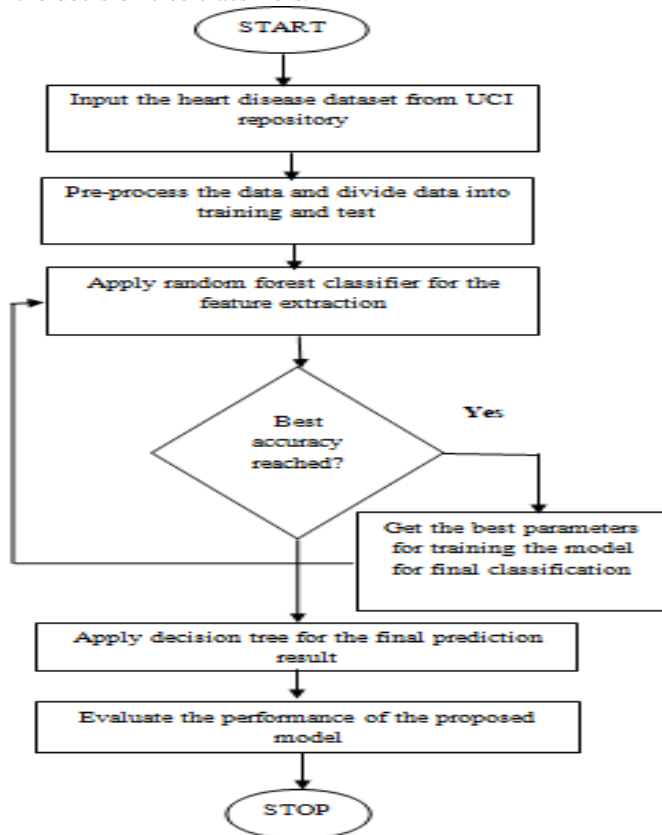 START
Input the heart disease dataset from UCI
repository
Pre-process the data and divide data into
training and test
Apply random forest classifier for the
feature extraction
Best
accuracy
reached?
Yes
Get the best parameters
for training the model
for final classification
Apply decision tree for the final prediction
result
Evaluate the performance of the proposed
model
STOP